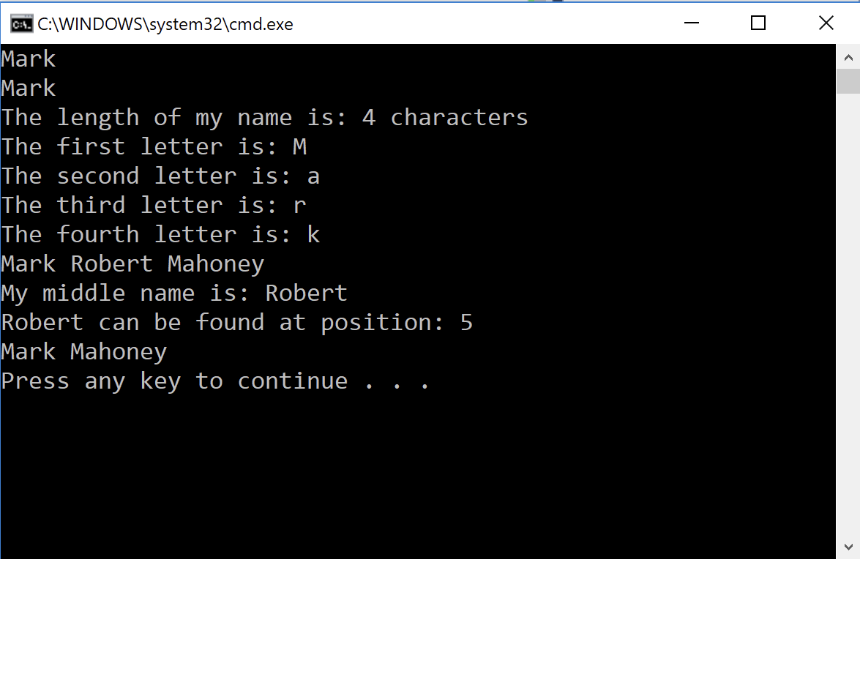 C:\WINDOWS\system32\cmd.exe
Mark
Mark
The length of my name is: 4 characters
The first letter is: M
The second letter is: a
The third letter is: r
The fourth letter is: k
Mark Robert Mahoney
My middle name is: Robert
Robert can be found at position: 5
Mark Mahoney
Press any key to continue . . .